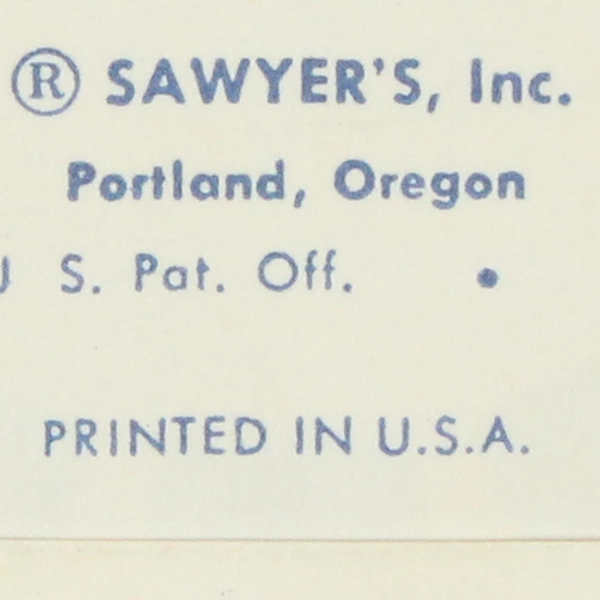 ® SAWYER'S, Inc.
Portland, Oregon
U S. Pat. Off. •
PRINTED IN U.S.A.